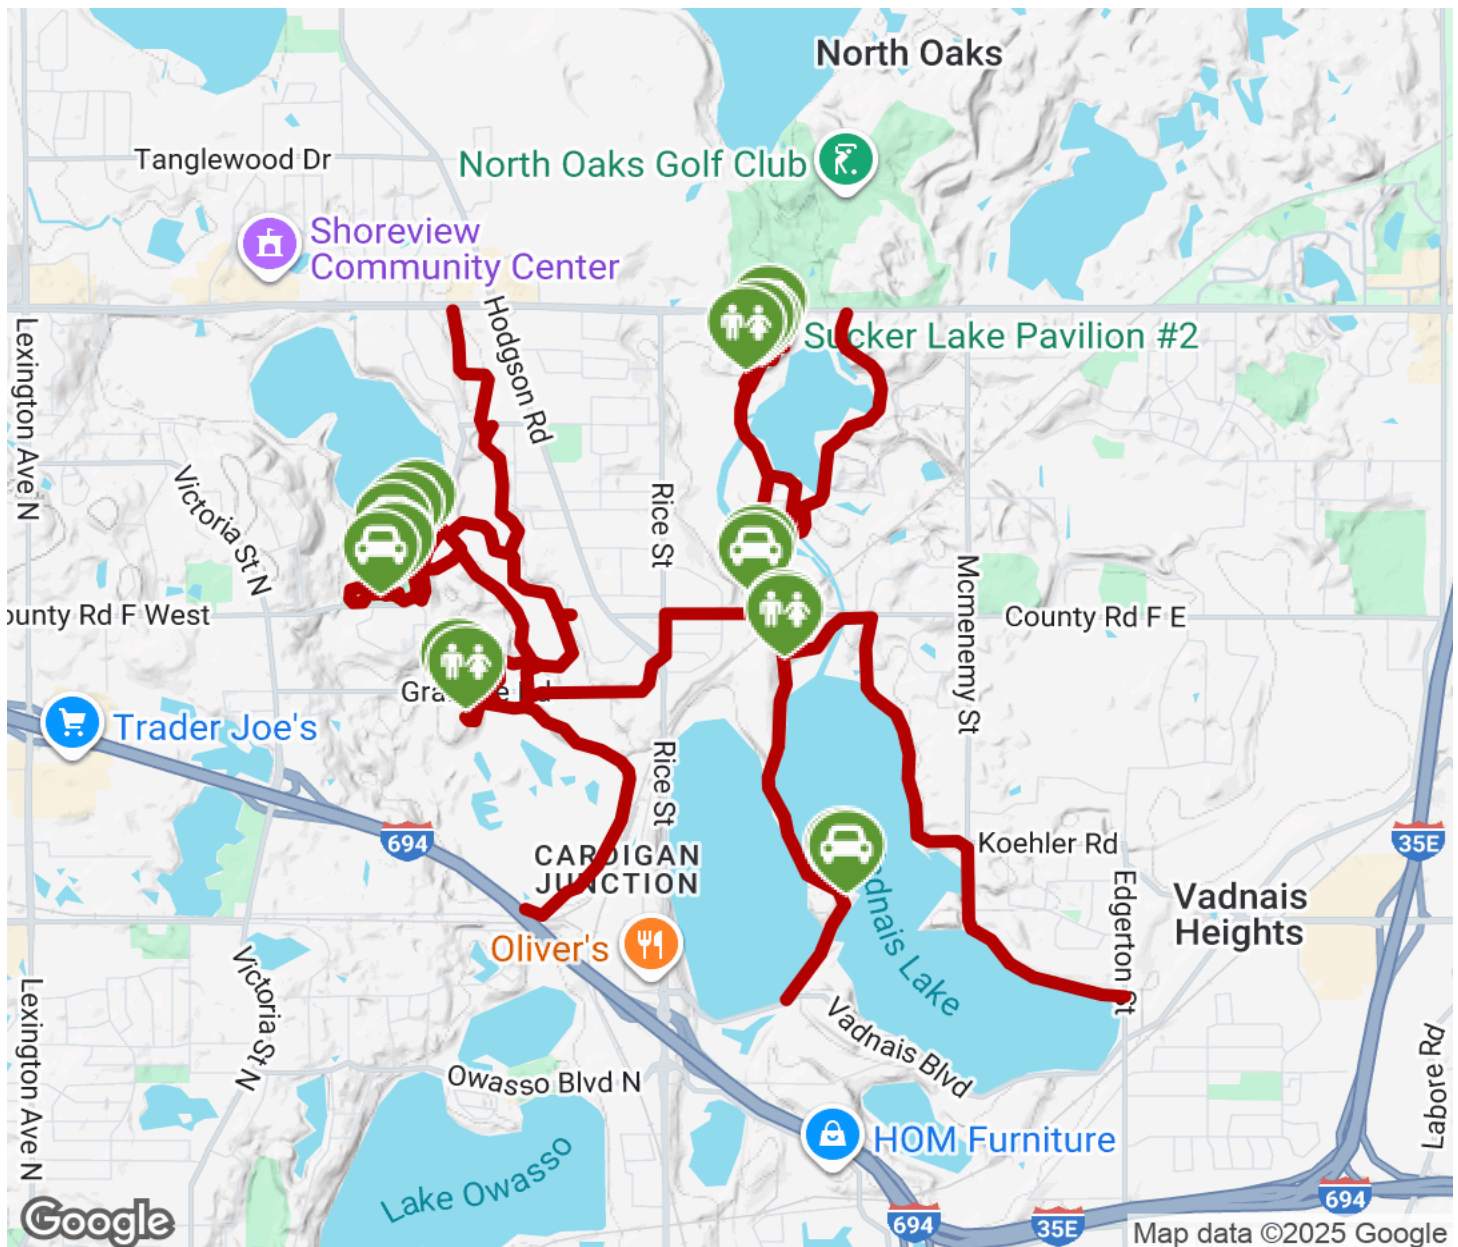 North Oaks
Tanglewood Dr
North Oaks Golf Club
Shoreview
Community Center
Hodgson Rd
Sucker Lake Pavilion #2
Lexington Ave N
Victoria St N
Rice St
Mcmenemy St
ounty Rd F West
County Rd F E
Trader Joe's
Rice St
694
CARDIGAN
JUNCTION
Koehler Rd
35E
Edgerton St
Vadnais
Heights
Oliver's
Lake
Victoria St N
Lexington Ave N
Vadnais Blvd
Labore Rd
Owasso Blvd N
HOM Furniture
Lake Owasso
694
694
35E
Google
Map data ©2025 Google